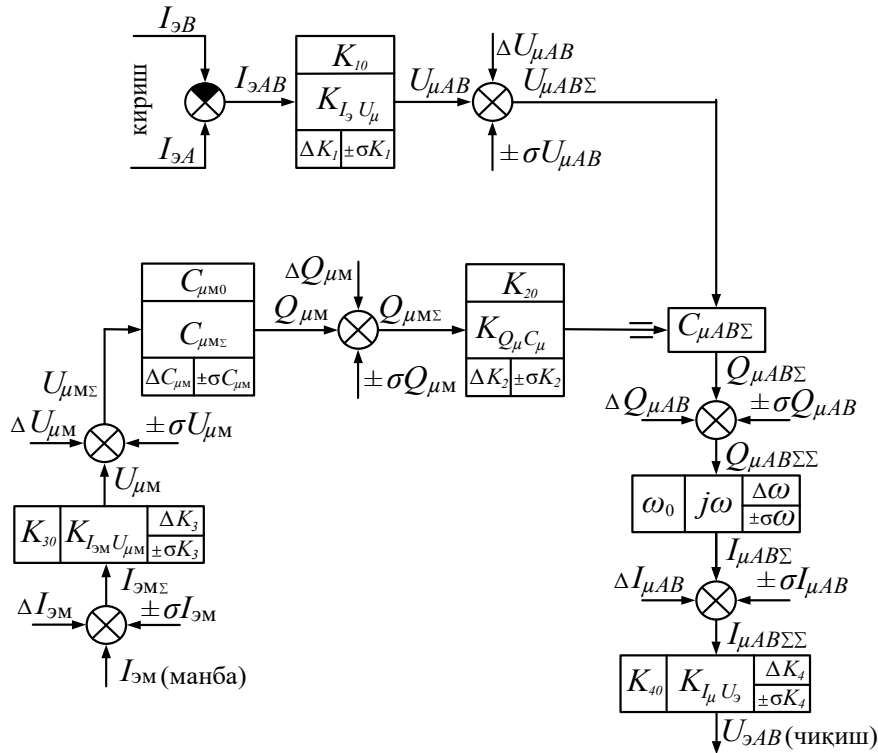 I_эB
кириш
I_эA
I_эAB
K_10
K_{I_э U_μ}
ΔK_1 ±σK_1
U_μAB
ΔU_μAB
U_μABΣ
±σU_μAB
C_μм0
C_μмΣ
ΔC_μм ±σC_μм
Q_μм
ΔQ_μм
Q_μмΣ
±σQ_μм
K_20
K_{Q_μ C_μ}
ΔK_2 ±σK_2
C_μABΣ
Q_μABΣ
ΔQ_μAB
±σQ_μAB
Q_μABΣΣ
ω_0 jω Δω ±σω
I_μABΣ
ΔI_μAB
±σI_μAB
I_μABΣΣ
K_40 K_{I_μ U_э} ΔK_4 ±σK_4
U_эAB (чиқиш)
U_μмΣ
ΔU_μм
±σU_μм
U_μм
K_30 K_{I_эм U_μм} ΔK_3 ±σK_3
I_эмΣ
ΔI_эм
±σI_эм
I_эм (манба)